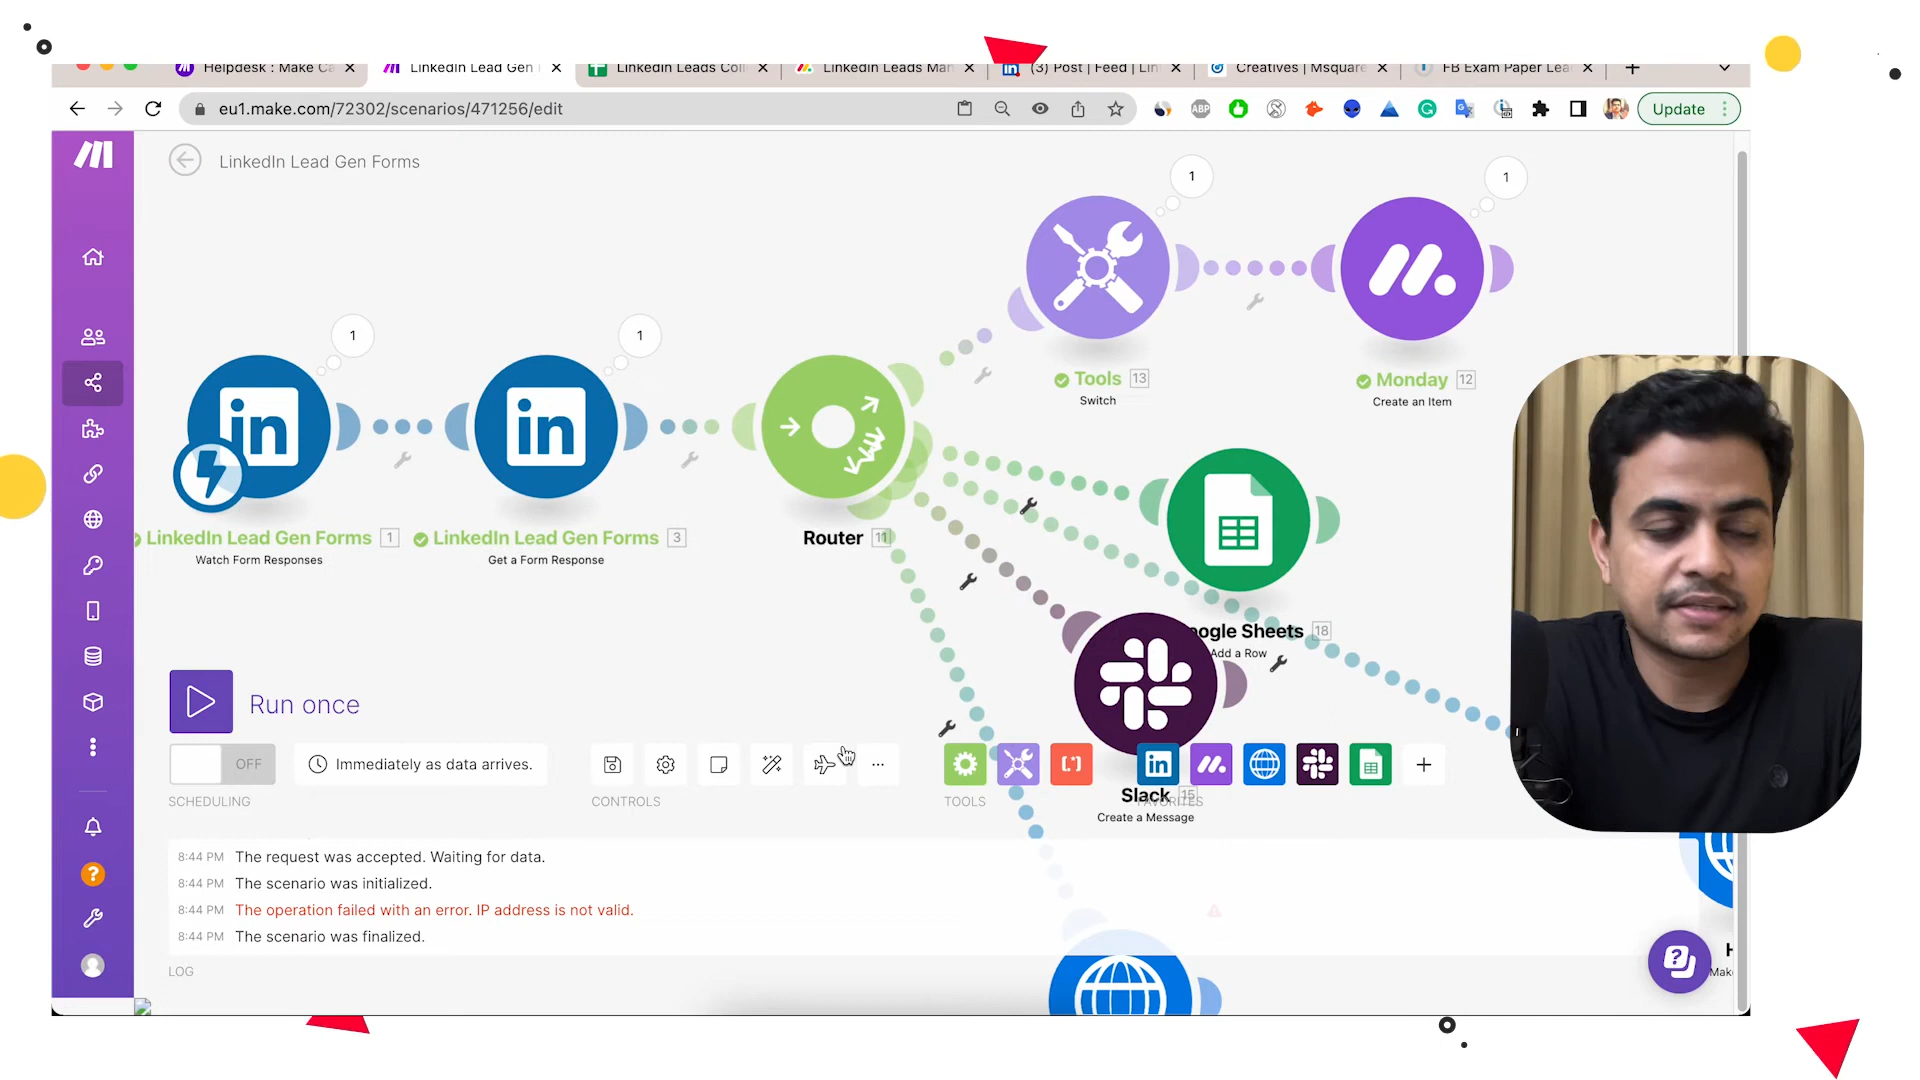 Helpdesk : Make Ca
LinkedIn Lead Gen
Linkedin Leads Coll
Linkedin Leads Man
(3) Post | Feed | Lin
Creatives | Msquare
FB Exam Paper Lea
eu1.make.com/72302/scenarios/471256/edit
ABP
Update
LinkedIn Lead Gen Forms
1
1
1
1
Tools 13
Switch
Monday 12
Create an Item
LinkedIn Lead Gen Forms 1
Watch Form Responses
LinkedIn Lead Gen Forms 3
Get a Form Response
Router 11
oogle Sheets 18
Add a Row
Run once
OFF
Immediately as data arrives.
SCHEDULING
CONTROLS
TOOLS
FAVORITES
Slack 15
Create a Message
8:44 PM The request was accepted. Waiting for data.
8:44 PM The scenario was initialized.
8:44 PM The operation failed with an error. IP address is not valid.
8:44 PM The scenario was finalized.
LOG
H
Mak